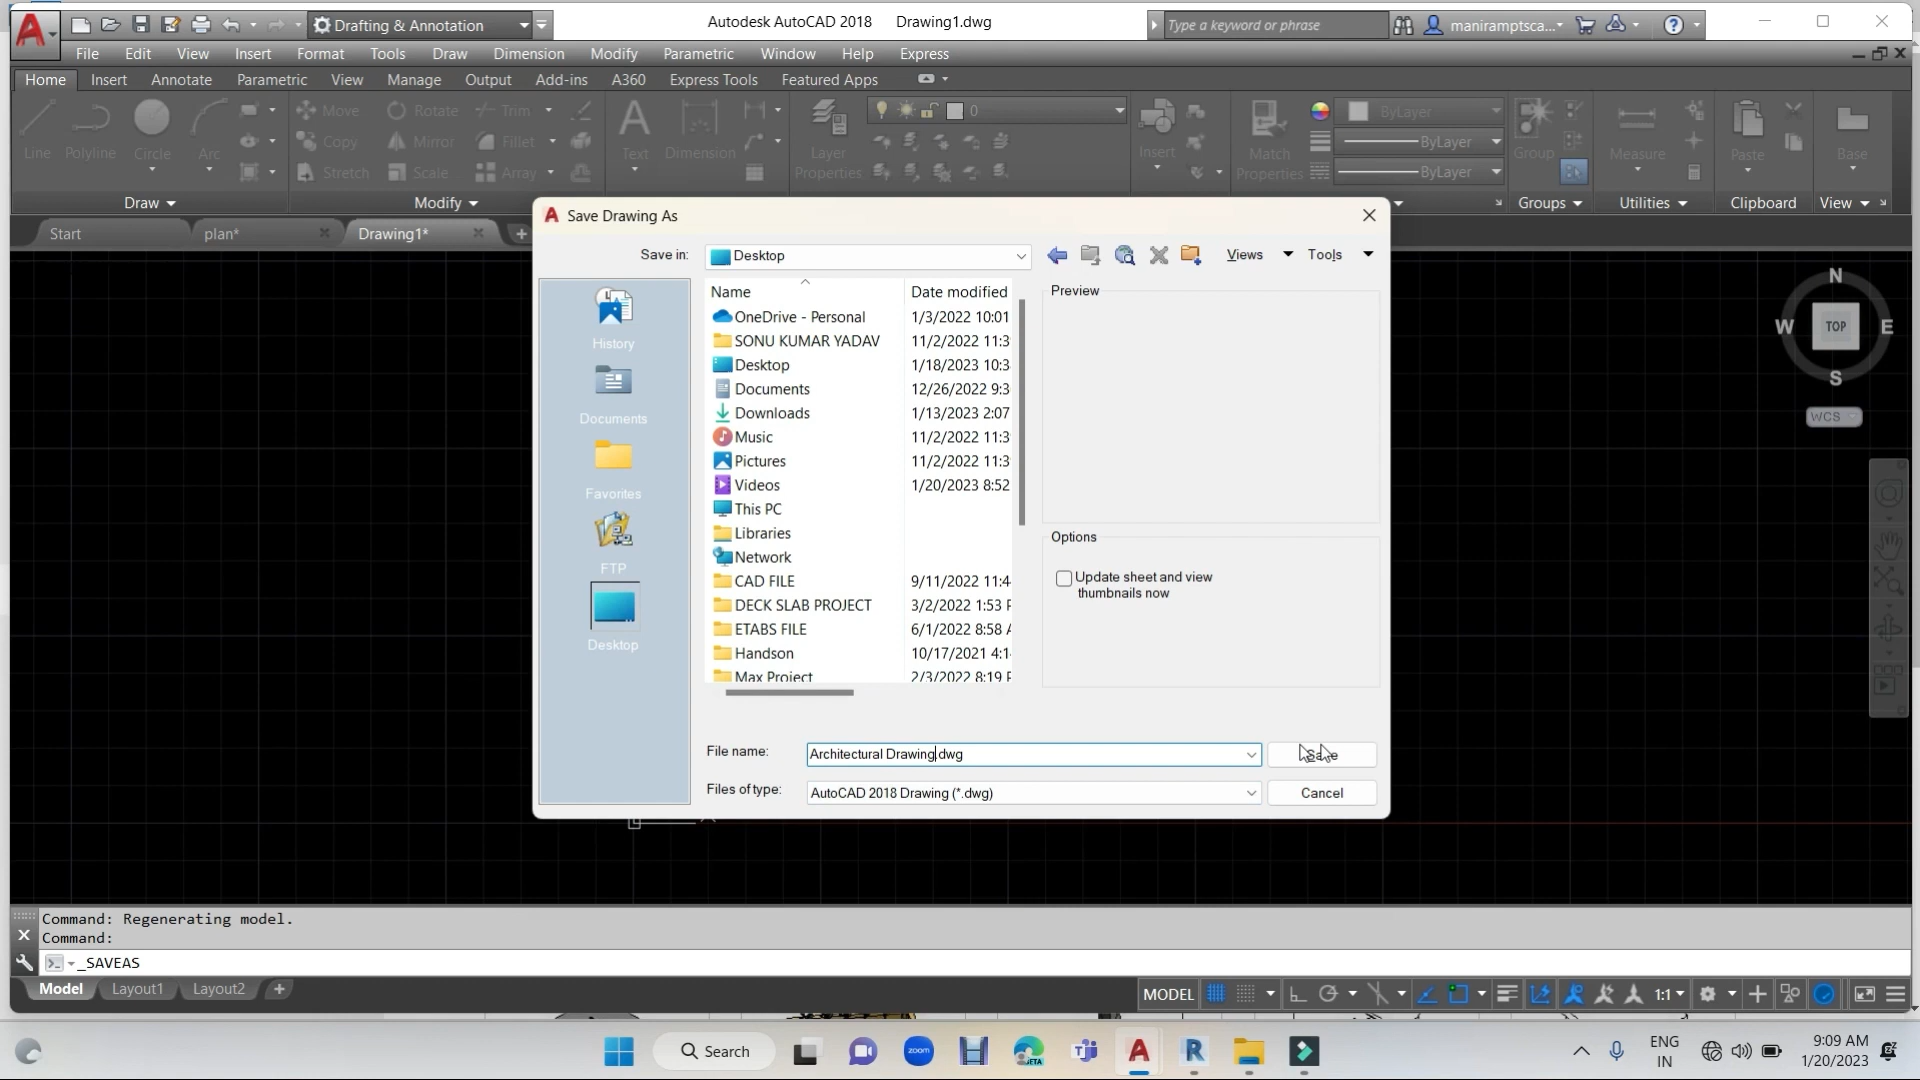 Drafting & Annotation
Autodesk AutoCAD 2018 Drawing1.dwg
Type a keyword or phrase
maniramptsca...
File Edit View Insert Format Tools Draw Dimension Modify Parametric Window Help Express
Home Insert Annotate Parametric View Manage Output Add-ins A360 Express Tools Featured Apps
Line Polyline Circle Arc
Move Rotate Trim
Copy Mirror Fillet
Stretch Scale Array
Text Dimension
Layer Properties
0
Insert
Match Properties
ByLayer
ByLayer
ByLayer
Group
Measure
Paste
Base
Draw Modify Groups Utilities Clipboard View
Start plan* Drawing1*
Save Drawing As
Save in: Desktop Views Tools
History
Documents
Favorites
FTP
Desktop
Name Date modified
OneDrive - Personal 1/3/2022 10:01
SONU KUMAR YADAV 11/2/2022 11:3
Desktop 1/18/2023 10:3
Documents 12/26/2022 9:3
Downloads 1/13/2023 2:07
Music 11/2/2022 11:3
Pictures 11/2/2022 11:3
Videos 1/20/2023 8:52
This PC
Libraries
Network
CAD FILE 9/11/2022 11:4
DECK SLAB PROJECT 3/2/2022 1:53
ETABS FILE 6/1/2022 8:58
Handson 10/17/2021 4:1
Max Project 2/3/2022 8:19
Preview
Options
Update sheet and view
thumbnails now
File name: Architectural Drawing.dwg Save
Files of type: AutoCAD 2018 Drawing (*.dwg) Cancel
N
W TOP E
S
WCS
Command: Regenerating model.
Command:
_SAVEAS
Model Layout1 Layout2
MODEL 1:1
Search
zoom
BETA
ENG
IN
9:09 AM
1/20/2023